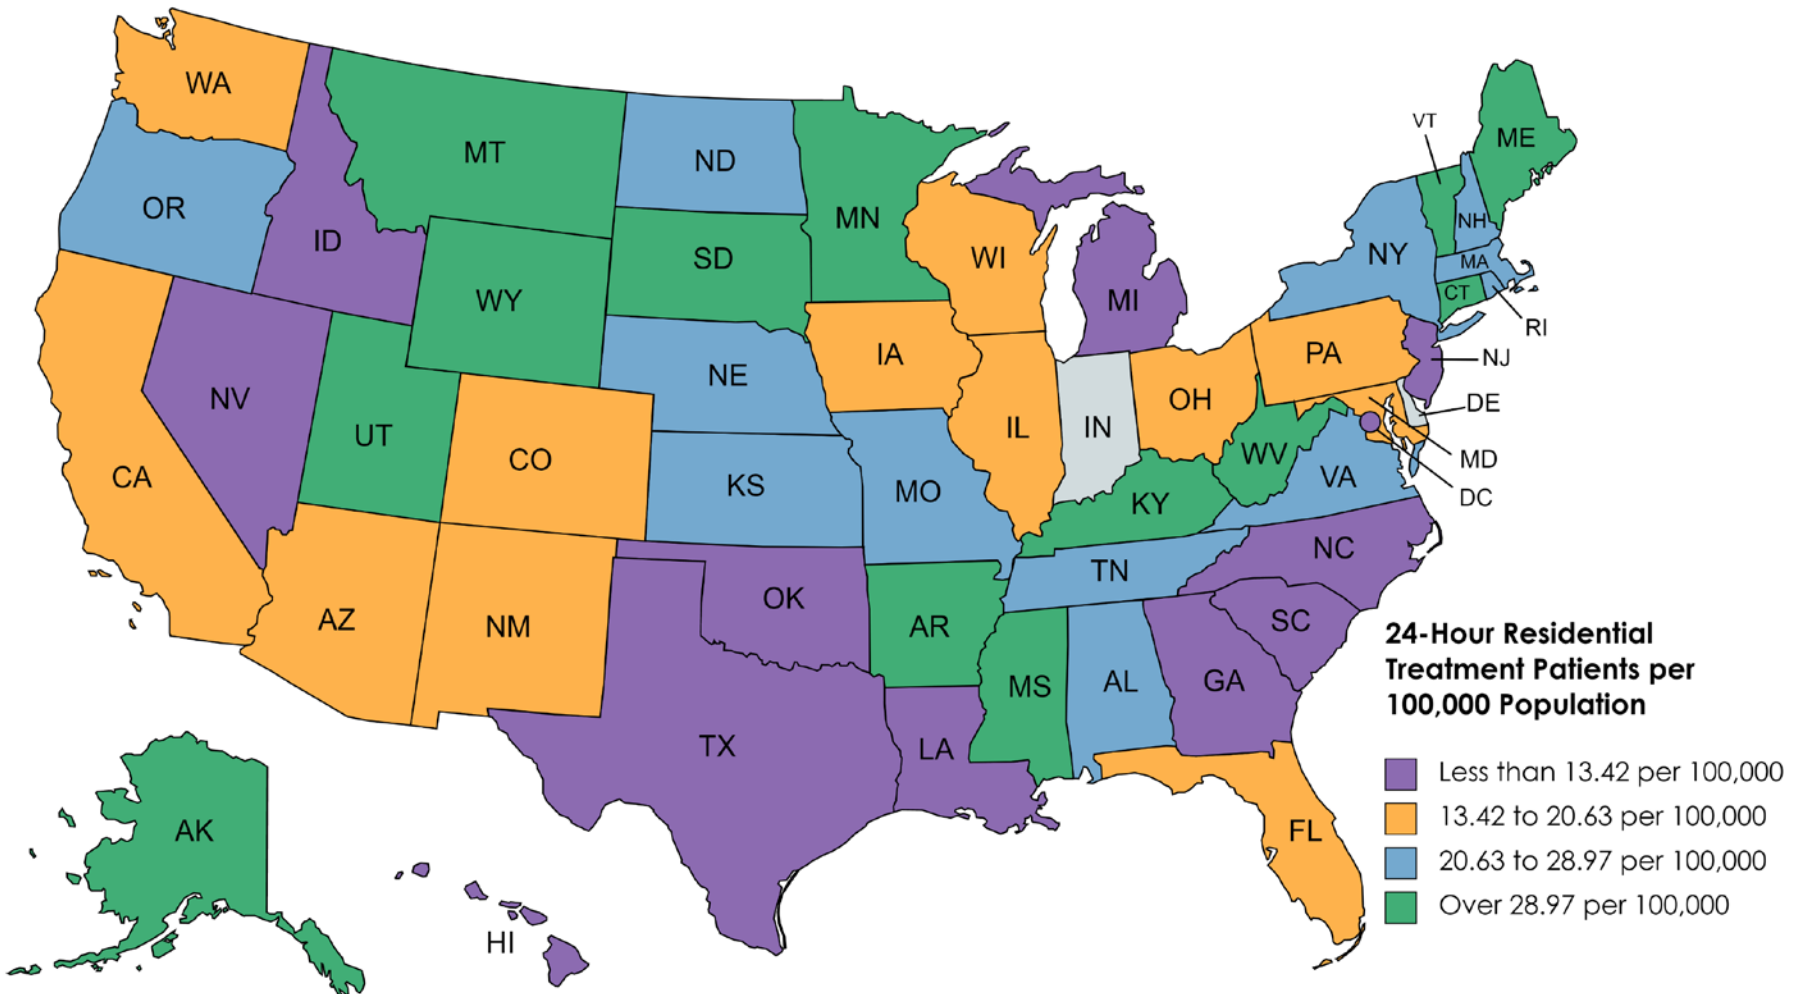 WA
MT
ND
MN
VT
ME
OR
ID
SD
WI
NY
NH
MA
CT
RI
WY
MI
NV
UT
NE
IA
PA
NJ
CA
CO
KS
MO
IL
IN
OH
WV
VA
DE
MD
DC
KY
AZ
NM
OK
AR
TN
NC
SC
TX
LA
MS
AL
GA
FL
AK
HI
24-Hour Residential
Treatment Patients per
100,000 Population
Less than 13.42 per 100,000
13.42 to 20.63 per 100,000
20.63 to 28.97 per 100,000
Over 28.97 per 100,000